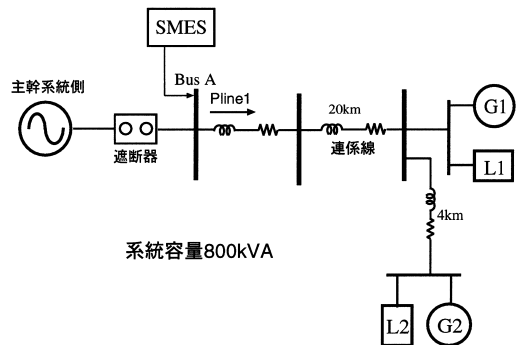 SMES
主幹系統側
Bus A
Pline1
20km
G1
遮断器
連係線
L1
4km
系統容量800kVA
L2
G2